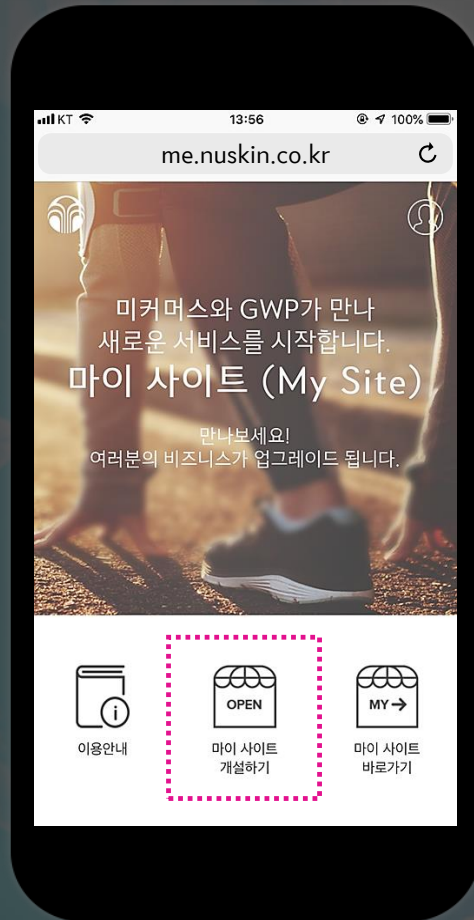 KT
13:56
100%
me.nuskin.co.kr
미커머스와 GWP가 만나
새로운 서비스를 시작합니다.
마이 사이트 (My Site)
만나보세요!
여러분의 비즈니스가 업그레이드 됩니다.
OPEN
MY→
이용안내
마이 사이트
개설하기
마이 사이트
바로가기